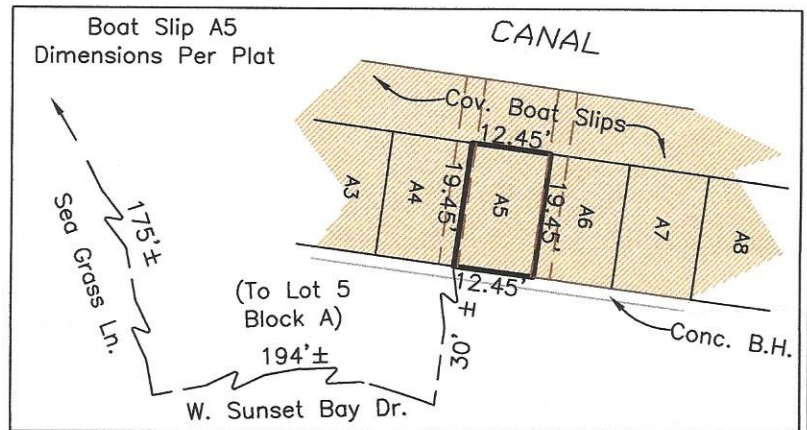 Boat Slip A5
Dimensions Per Plat
CANAL
Cov. Boat Slips
12.45'
A3
A4
19.45'
A5
19.45'
A6
A7
A8
12.45'
175'±
Sea Grass Ln.
(To Lot 5
Block A)
194'±
W. Sunset Bay Dr.
30' ±
Conc. B.H.